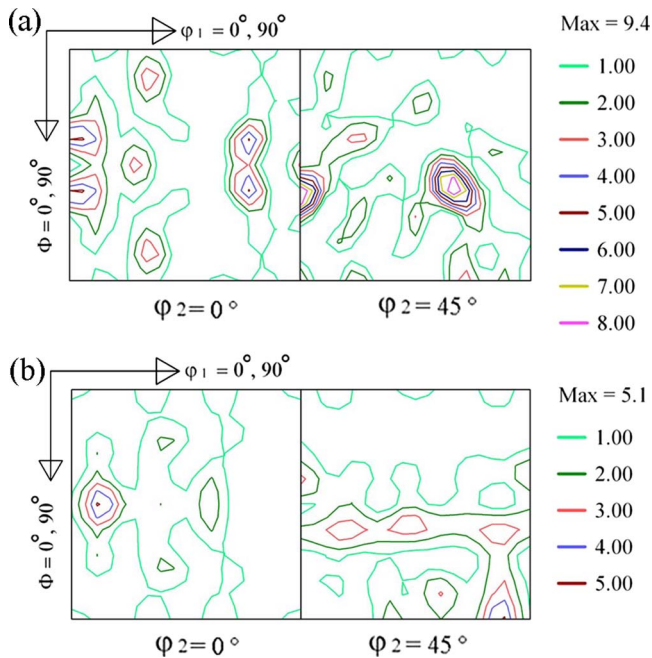 (a)
φ1 = 0°, 90°
Φ = 0°, 90°
φ2 = 0°
φ2 = 45°
Max = 9.4
1.00
2.00
3.00
4.00
5.00
6.00
7.00
8.00
(b)
φ1 = 0°, 90°
Φ = 0°, 90°
φ2 = 0°
φ2 = 45°
Max = 5.1
1.00
2.00
3.00
4.00
5.00